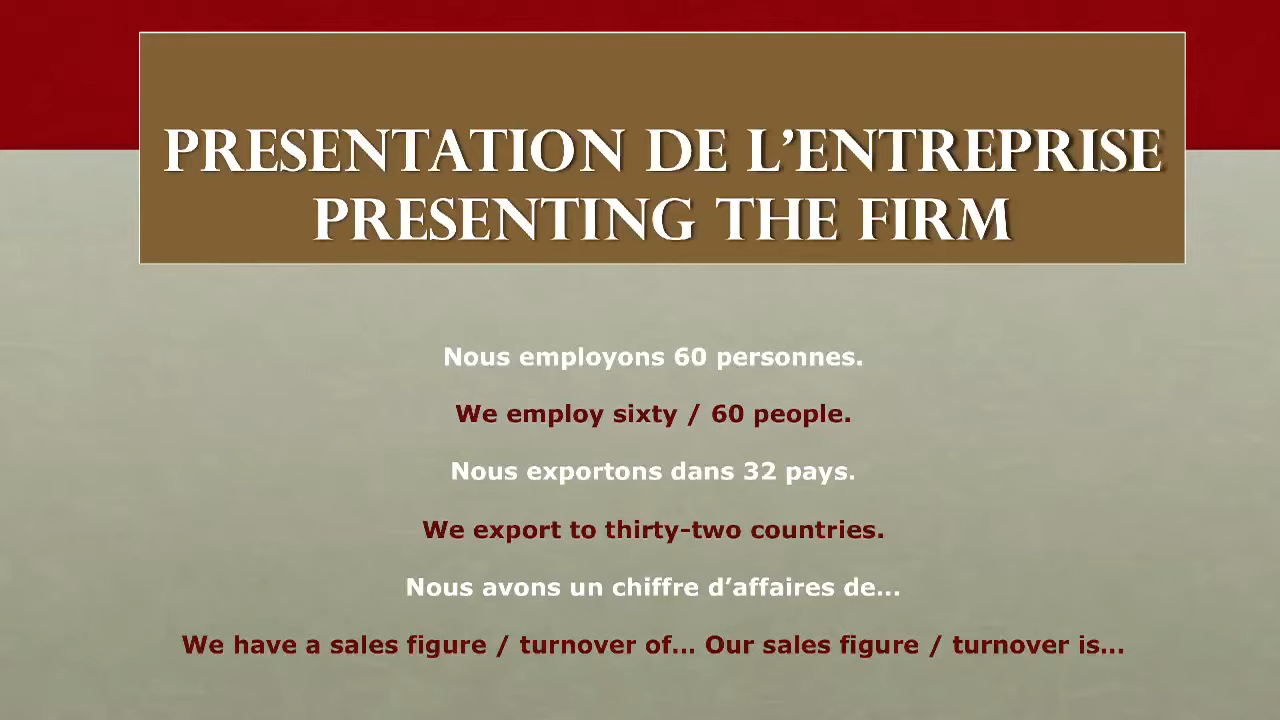 PRESENTATION DE L’ENTREPRISE
PRESENTING THE FIRM
Nous employons 60 personnes.
We employ sixty / 60 people.
Nous exportons dans 32 pays.
We export to thirty-two countries.
Nous avons un chiffre d’affaires de…
We have a sales figure / turnover of… Our sales figure / turnover is…